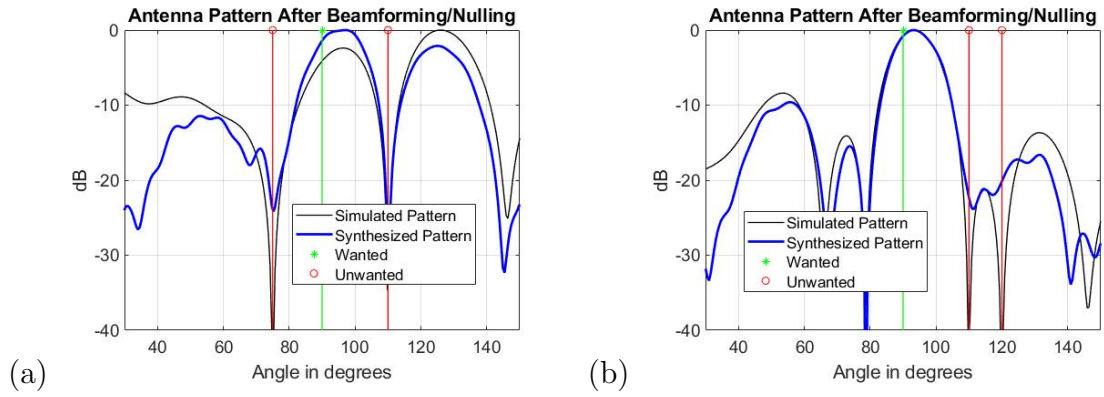 Antenna Pattern After Beamforming/Nulling
0
-10
-20
-30
-40
dB
Simulated Pattern
Synthesized Pattern
Wanted
Unwanted
40 60 80 100 120 140
Angle in degrees
(a)
Antenna Pattern After Beamforming/Nulling
0
-10
-20
-30
-40
dB
Simulated Pattern
Synthesized Pattern
Wanted
Unwanted
40 60 80 100 120 140
Angle in degrees
(b)